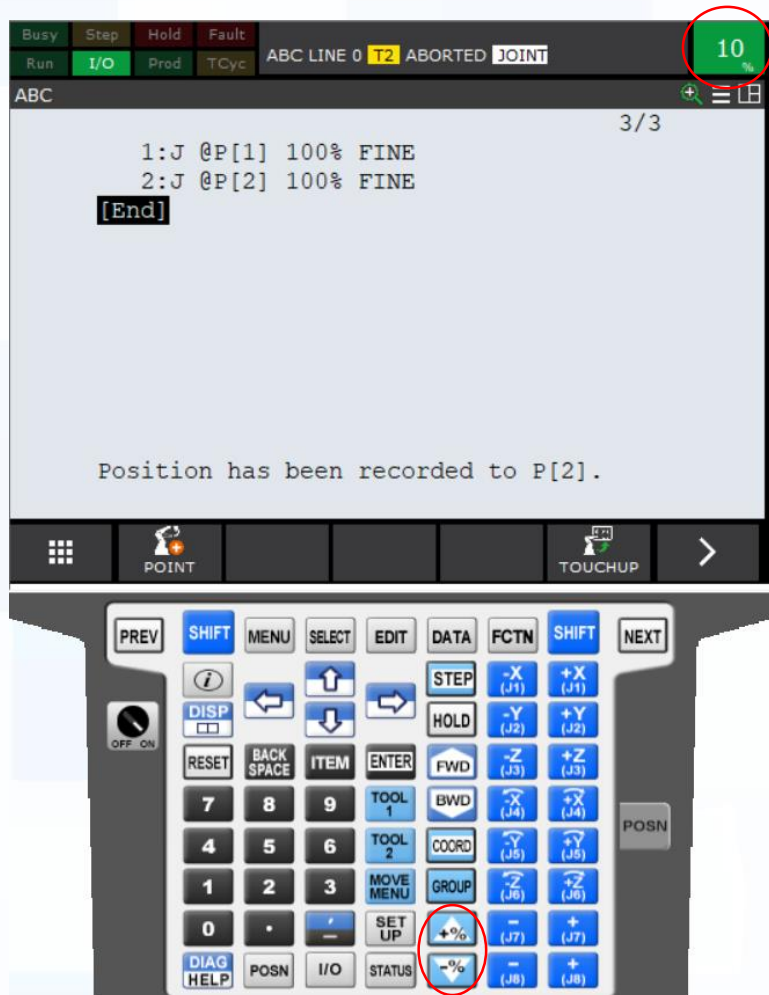 Busy Step Hold Fault
Run I/O Prod TCyc
ABC LINE 0 T2 ABORTED JOINT
10
%
ABC
3/3
1:J @P[1] 100% FINE
2:J @P[2] 100% FINE
[End]
Position has been recorded to P[2].
POINT TOUCHUP >
PREV SHIFT MENU SELECT EDIT DATA FCTN SHIFT NEXT
i STEP -X (J1) +X (J1)
DISP HOLD -Y (J2) +Y (J2)
OFF ON
RESET BACK SPACE ITEM ENTER FWD -Z (J3) +Z (J3)
7 8 9 TOOL 1 BWD -X (J4) +X (J4)
POSN
4 5 6 TOOL 2 COORD -Y (J5) +Y (J5)
1 2 3 MOVE MENU GROUP -Z (J6) +Z (J6)
0 . , - SET UP +% - (J7) + (J7)
DIAG HELP POSN I/O STATUS -% - (J8) + (J8)